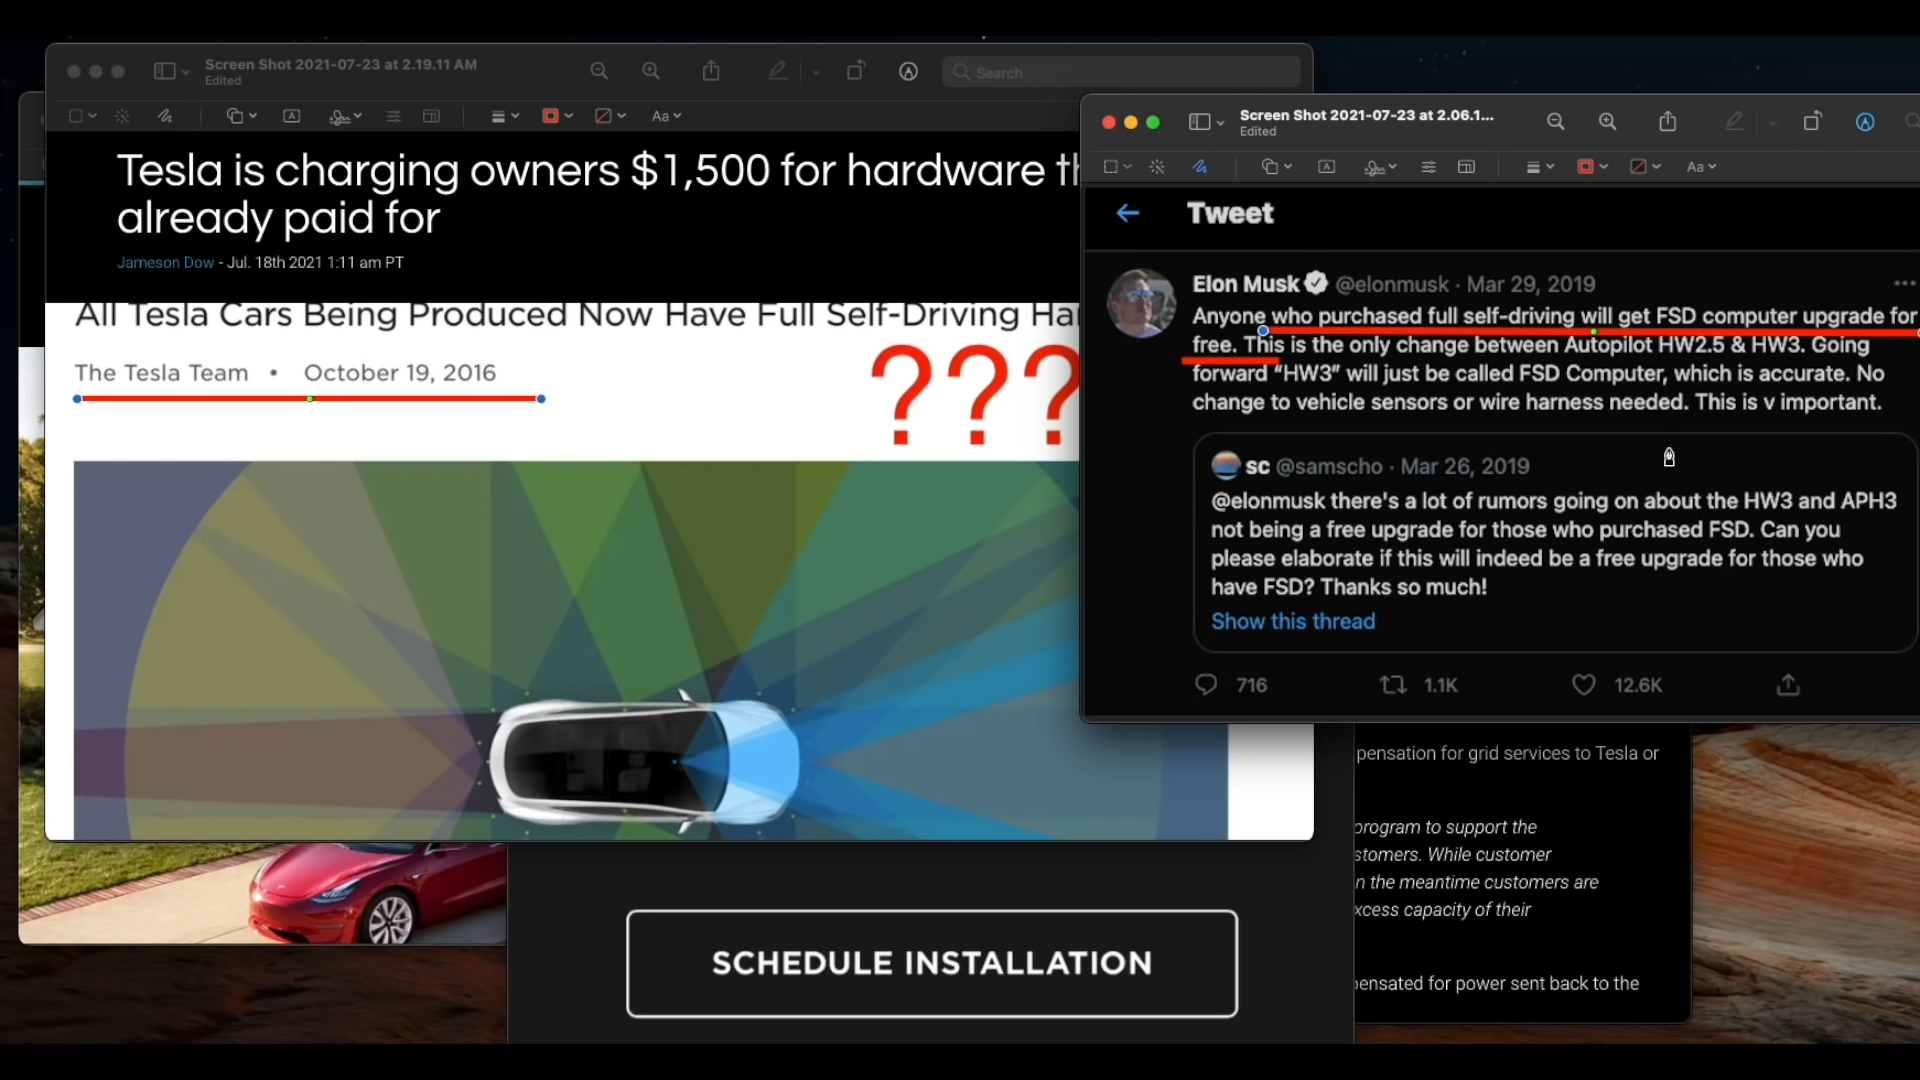 Screen Shot 2021-07-23 at 2.19.11 AM
Edited
Search
Aa
Tesla is charging owners $1,500 for hardware
already paid for
Jameson Dow - Jul. 18th 2021 1:11 am PT
All Tesla Cars Being Produced Now Have Full Self-Driving
The Tesla Team • October 19, 2016
???
Screen Shot 2021-07-23 at 2.06.1...
Edited
Aa
Tweet
Elon Musk @elonmusk · Mar 29, 2019
Anyone who purchased full self-driving will get FSD computer upgrade for
free. This is the only change between Autopilot HW2.5 & HW3. Going
forward “HW3” will just be called FSD Computer, which is accurate. No
change to vehicle sensors or wire harness needed. This is v important.
sc @samscho · Mar 26, 2019
@elonmusk there's a lot of rumors going on about the HW3 and APH3
not being a free upgrade for those who purchased FSD. Can you
please elaborate if this will indeed be a free upgrade for those who
have FSD? Thanks so much!
Show this thread
716 1.1K 12.6K
pensation for grid services to Tesla or
program to support the
stomers. While customer
n the meantime customers are
xcess capacity of their
ensated for power sent back to the
SCHEDULE INSTALLATION